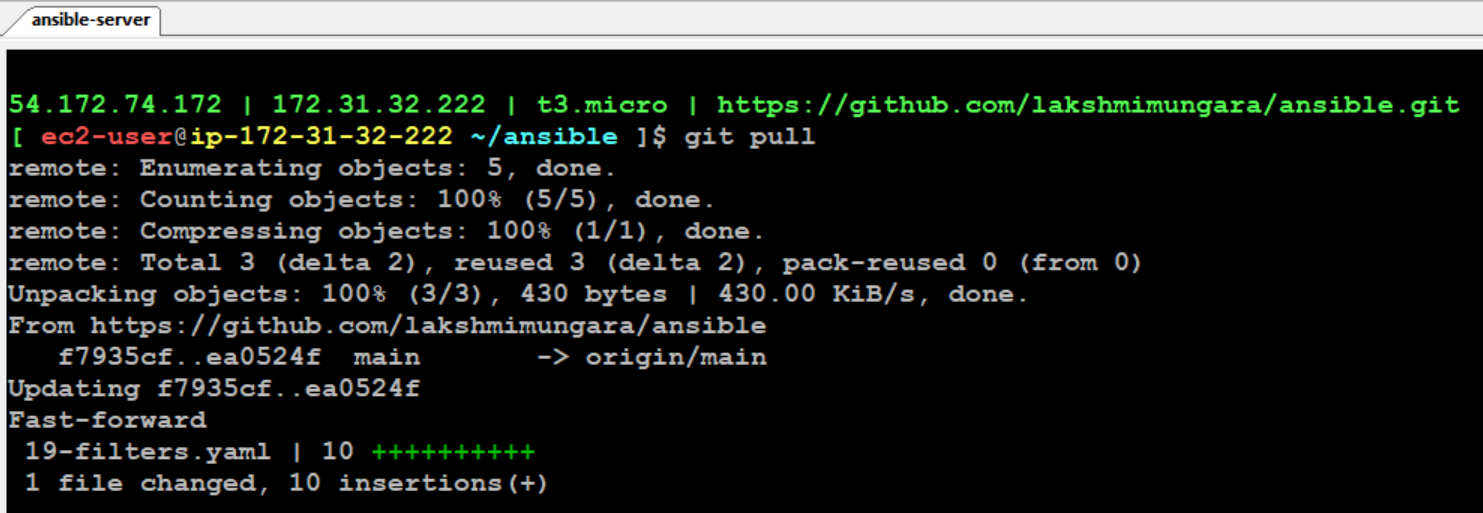 ansible-server
54.172.74.172 | 172.31.32.222 | t3.micro | https://github.com/lakshmimungara/ansible.git
[ ec2-user@ip-172-31-32-222 ~/ansible ]$ git pull
remote: Enumerating objects: 5, done.
remote: Counting objects: 100% (5/5), done.
remote: Compressing objects: 100% (1/1), done.
remote: Total 3 (delta 2), reused 3 (delta 2), pack-reused 0 (from 0)
Unpacking objects: 100% (3/3), 430 bytes | 430.00 KiB/s, done.
From https://github.com/lakshmimungara/ansible
   f7935cf..ea0524f  main       -> origin/main
Updating f7935cf..ea0524f
Fast-forward
 19-filters.yaml | 10 ++++++++++
 1 file changed, 10 insertions(+)